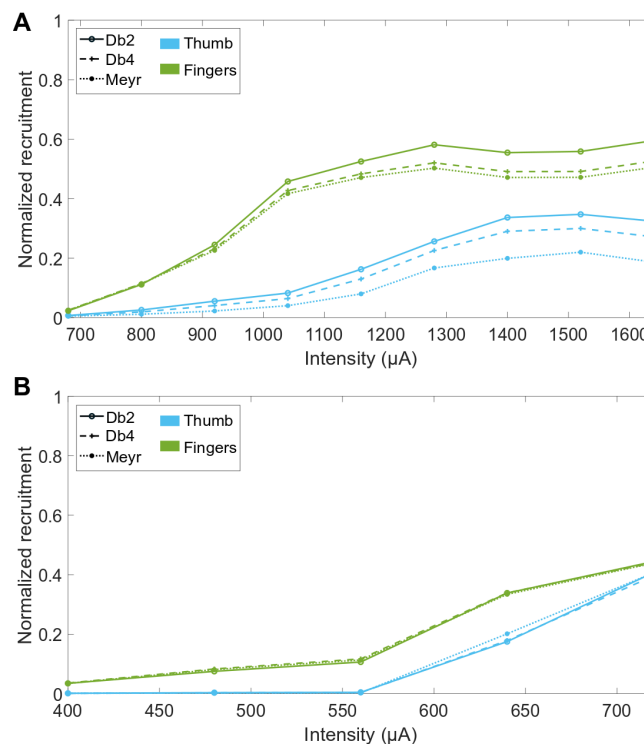 A
1
0.8
0.6
0.4
0.2
0
Normalized recruitment
Db2
Db4
Meyr
Thumb
Fingers
700 800 900 1000 1100 1200 1300 1400 1500 1600
Intensity (µA)
B
1
0.8
0.6
0.4
0.2
0
Normalized recruitment
Db2
Db4
Meyr
Thumb
Fingers
400 450 500 550 600 650 700
Intensity (µA)